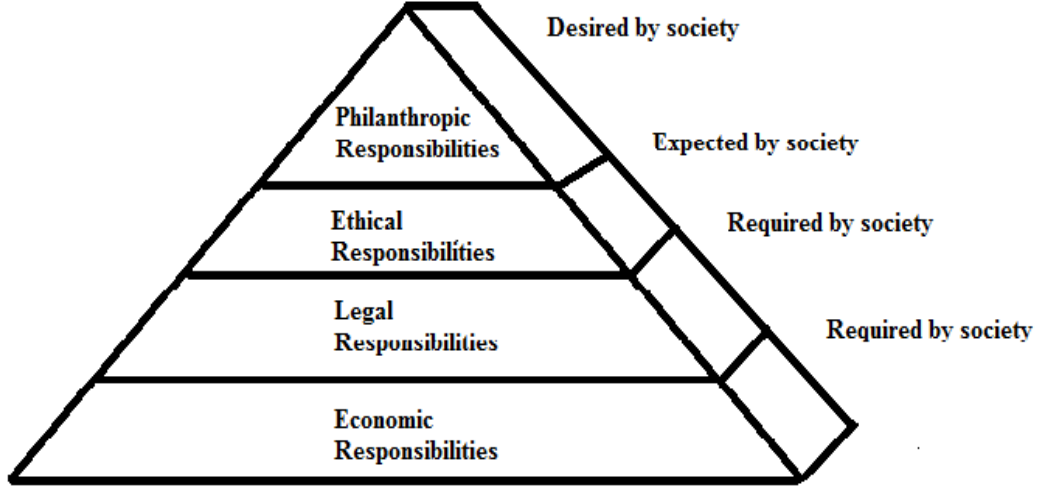 Desired by society
Philanthropic
Responsibilities
Expected by society
Ethical
Responsibilities
Required by society
Legal
Responsibilities
Required by society
Economic
Responsibilities